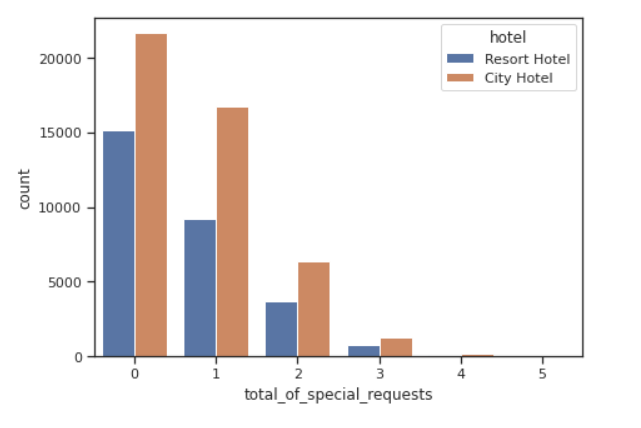 hotel
Resort Hotel
City Hotel
20000
15000
10000
5000
0
count
0 1 2 3 4 5
total_of_special_requests